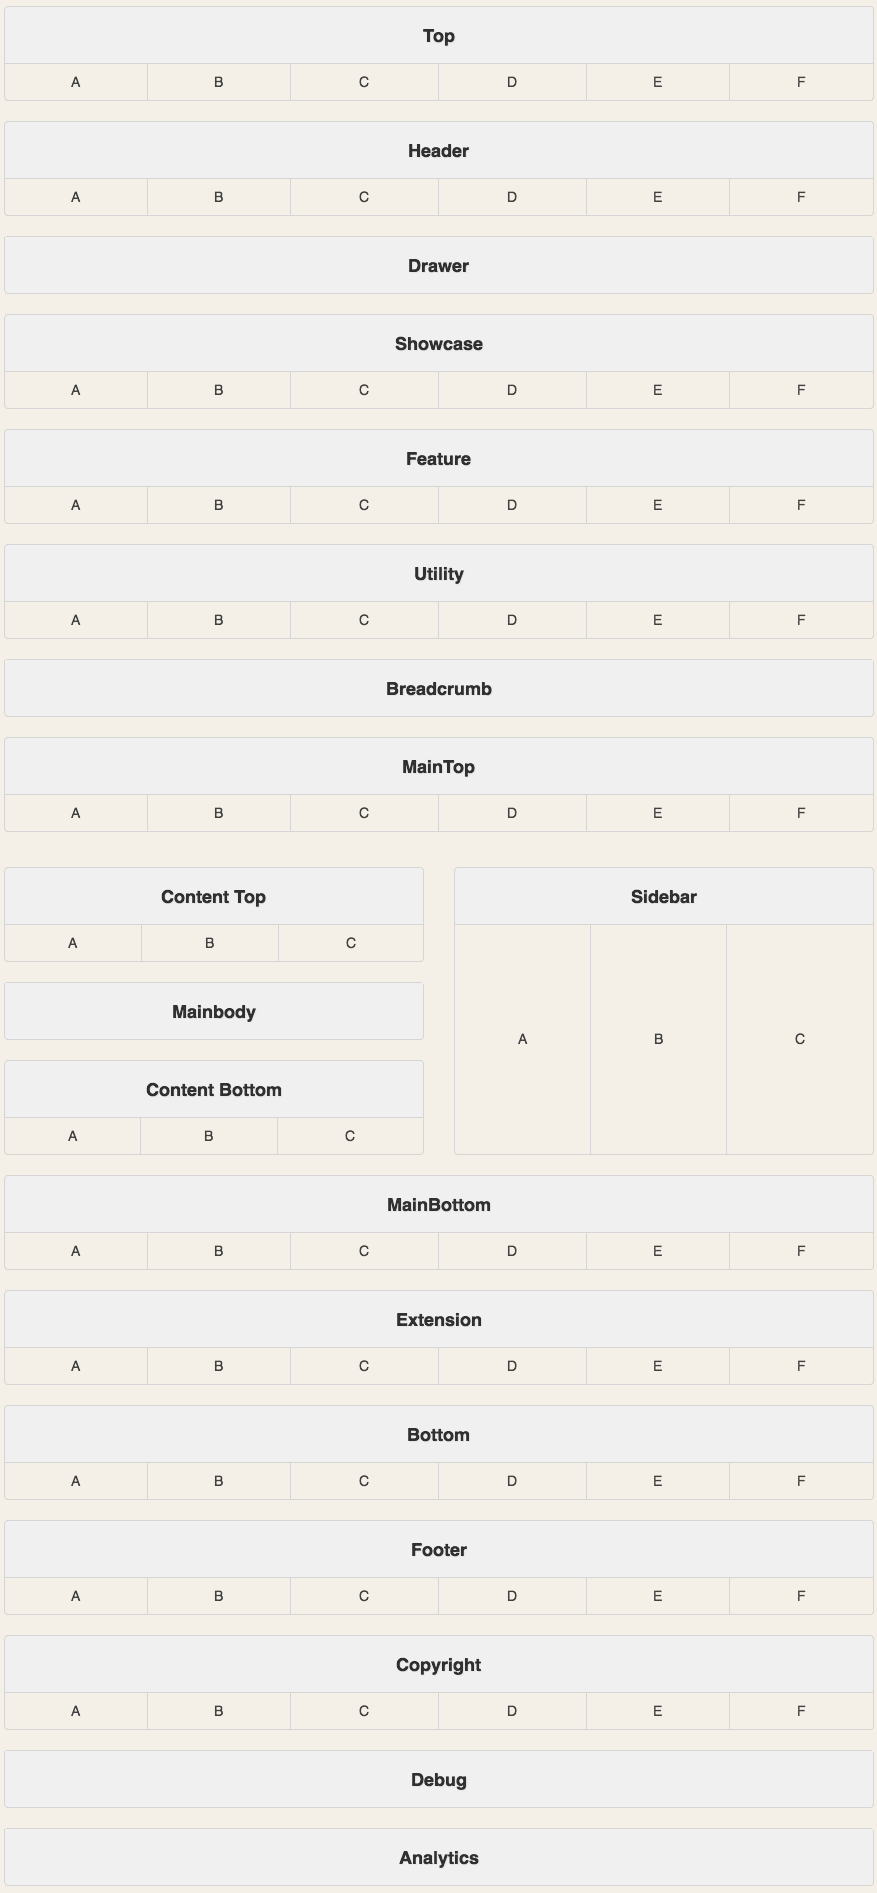 Top
A B C D E F
Header
A B C D E F
Drawer
Showcase
A B C D E F
Feature
A B C D E F
Utility
A B C D E F
Breadcrumb
MainTop
A B C D E F
Content Top
A B C
Mainbody
Content Bottom
A B C
Sidebar
A B C
MainBottom
A B C D E F
Extension
A B C D E F
Bottom
A B C D E F
Footer
A B C D E F
Copyright
A B C D E F
Debug
Analytics